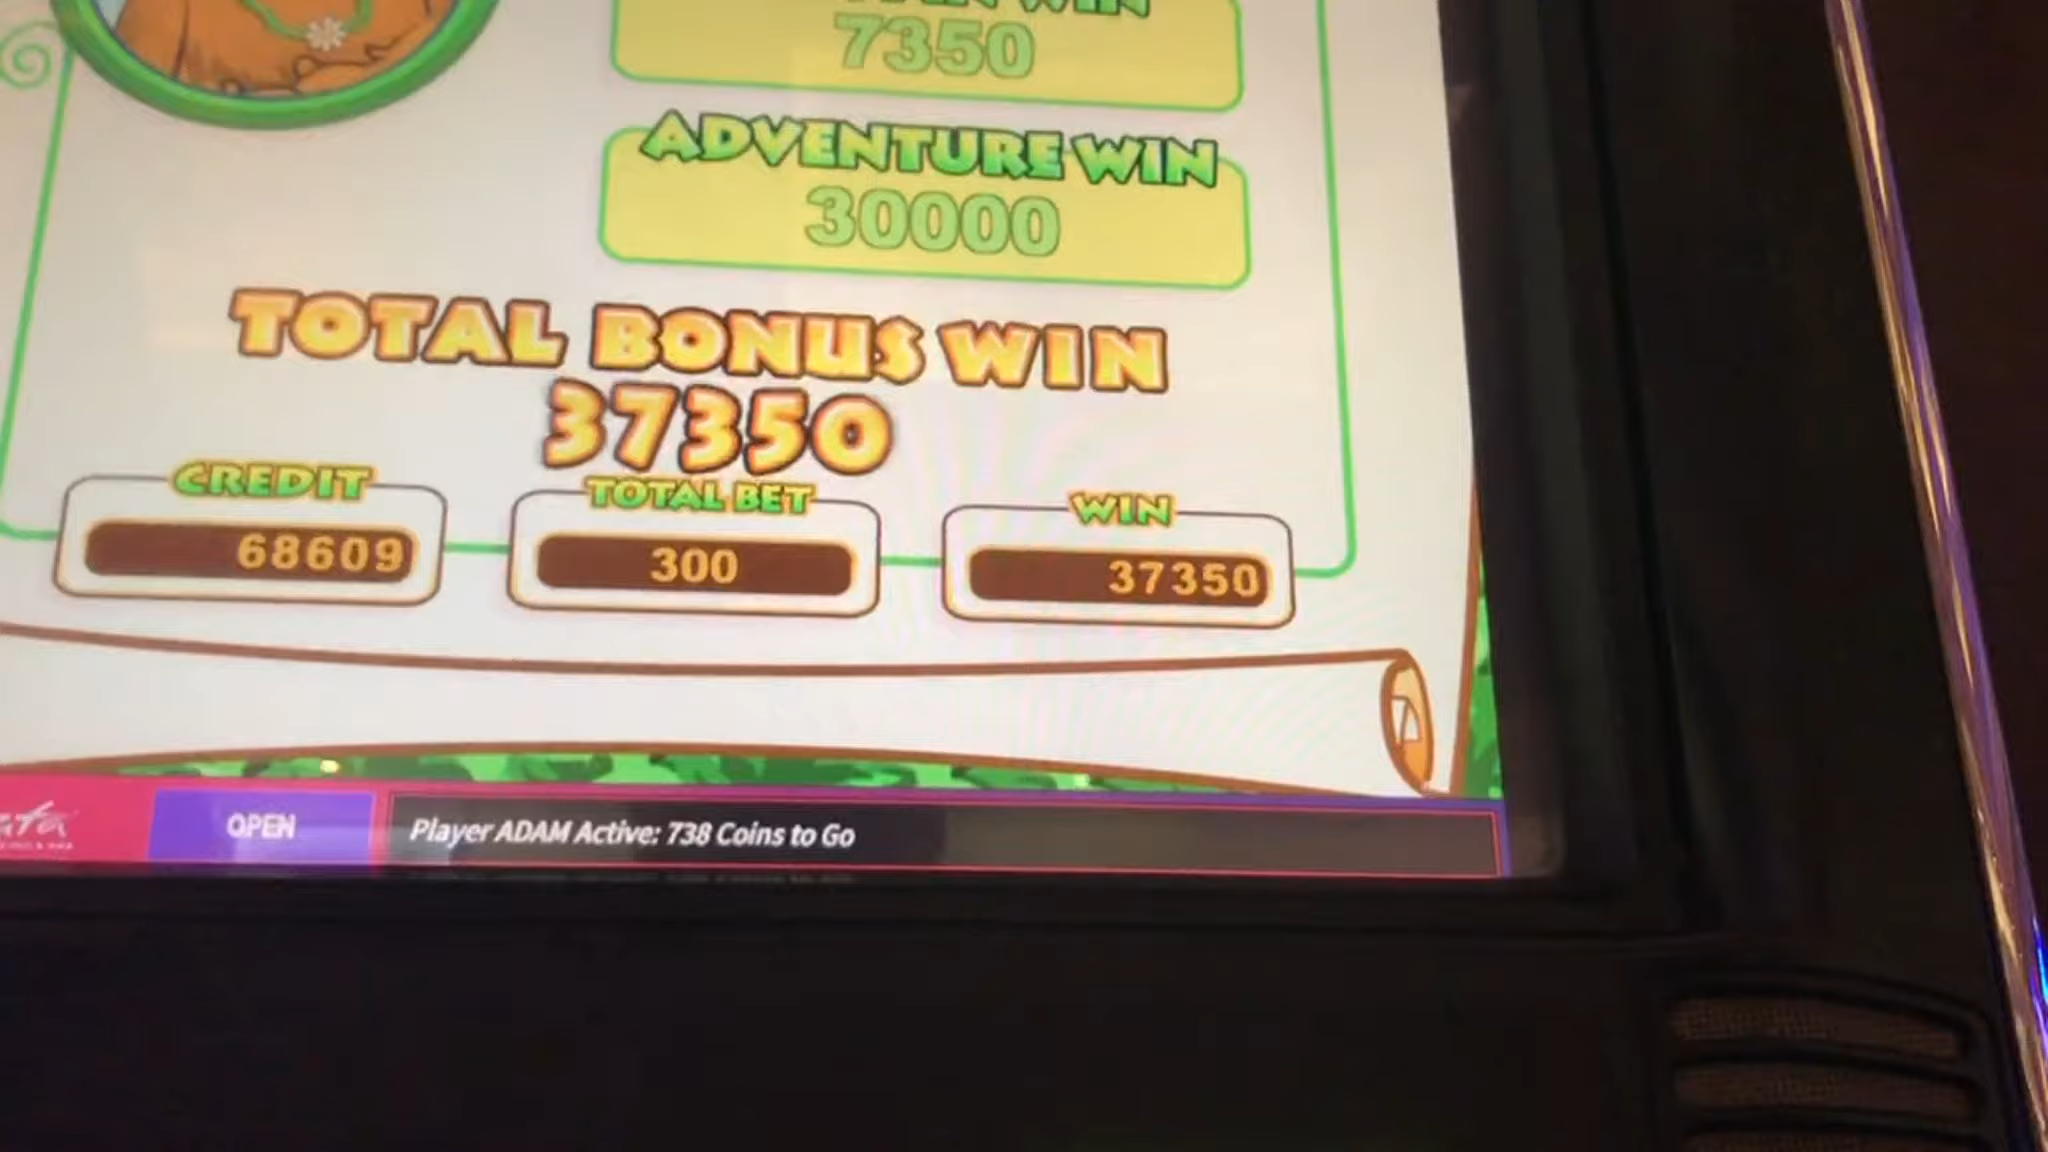 WIN
7350
ADVENTURE WIN
30000
TOTAL BONUS WIN
37350
CREDIT
TOTAL BET
WIN
68609
300
37350
OPEN
Player ADAM Active: 738 Coins to Go